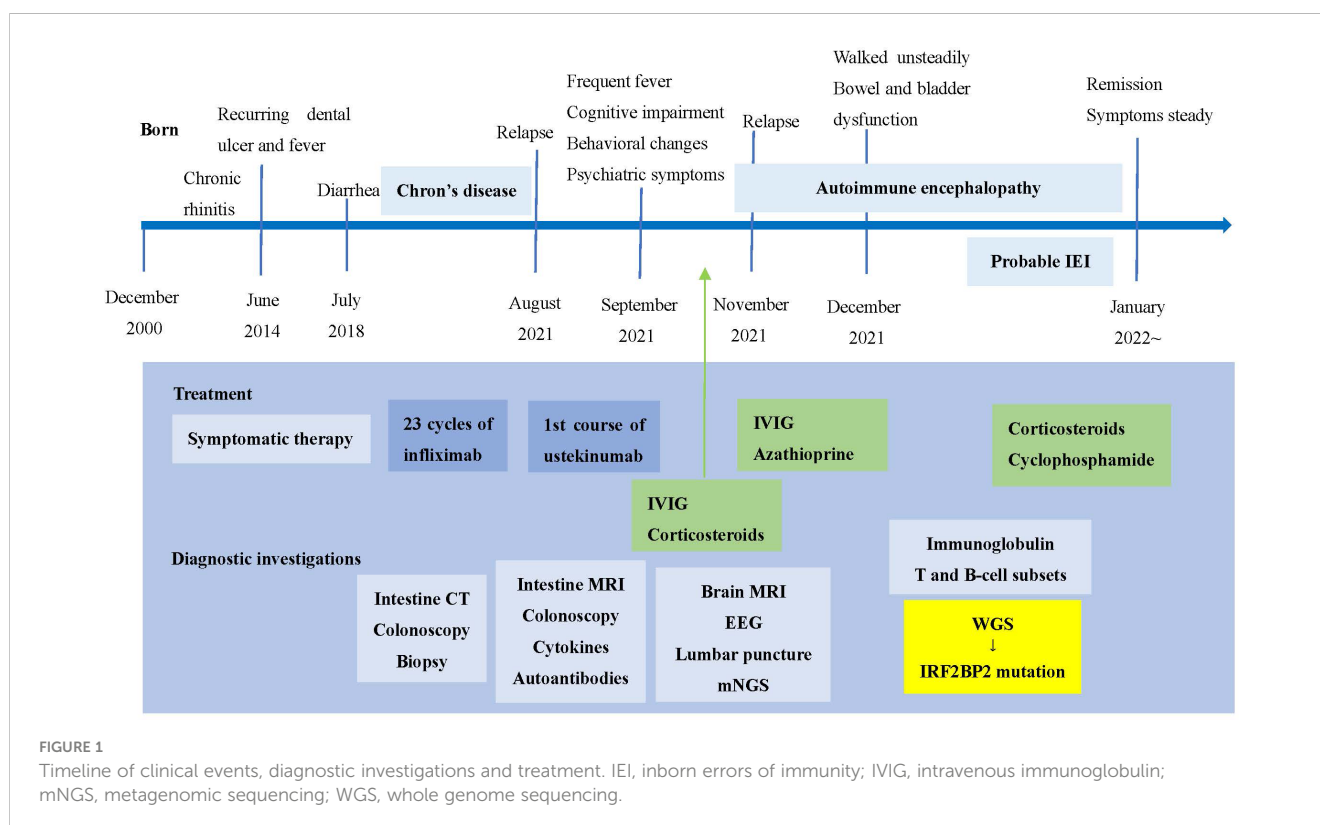 Born
Chronic
rhinitis
Recurring dental
ulcer and fever
Diarrhea
Chron’s disease
Relapse
Frequent fever
Cognitive impairment
Behavioral changes
Psychiatric symptoms
Relapse
Walked unsteadily
Bowel and bladder
dysfunction
Autoimmune encephalopathy
Remission
Symptoms steady
Probable IEI
December
2000
June
2014
July
2018
August
2021
September
2021
November
2021
December
2021
January
2022~
Treatment
Symptomatic therapy
23 cycles of
infliximab
1st course of
ustekinumab
IVIG
Corticosteroids
IVIG
Azathioprine
Corticosteroids
Cyclophosphamide
Diagnostic investigations
Intestine CT
Colonoscopy
Biopsy
Intestine MRI
Colonoscopy
Cytokines
Autoantibodies
Brain MRI
EEG
Lumbar puncture
mNGS
Immunoglobulin
T and B-cell subsets
WGS
↓
IRF2BP2 mutation
FIGURE 1
Timeline of clinical events, diagnostic investigations and treatment. IEI, inborn errors of immunity; IVIG, intravenous immunoglobulin;
mNGS, metagenomic sequencing; WGS, whole genome sequencing.